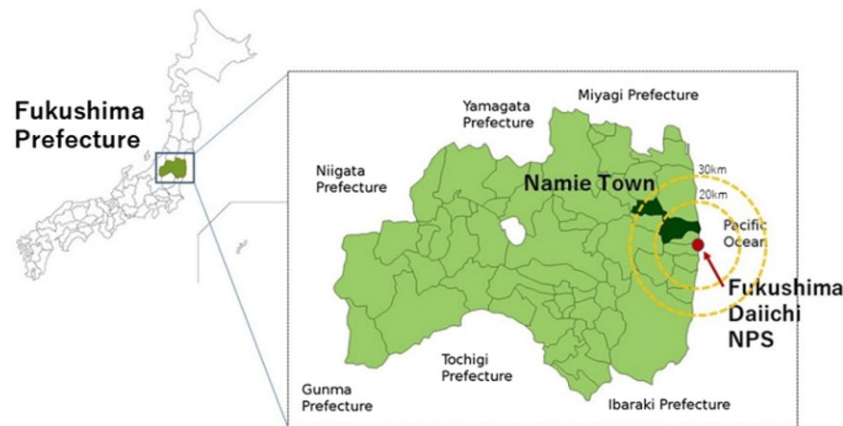 Fukushima
Prefecture
Miyagi Prefecture
Yamagata
Prefecture
Niigata
Prefecture
30km
Namie Town
20km
Pacific
Ocean
Fukushima
Daiichi
NPS
Tochigi
Prefecture
Gunma
Prefecture
Ibaraki Prefecture